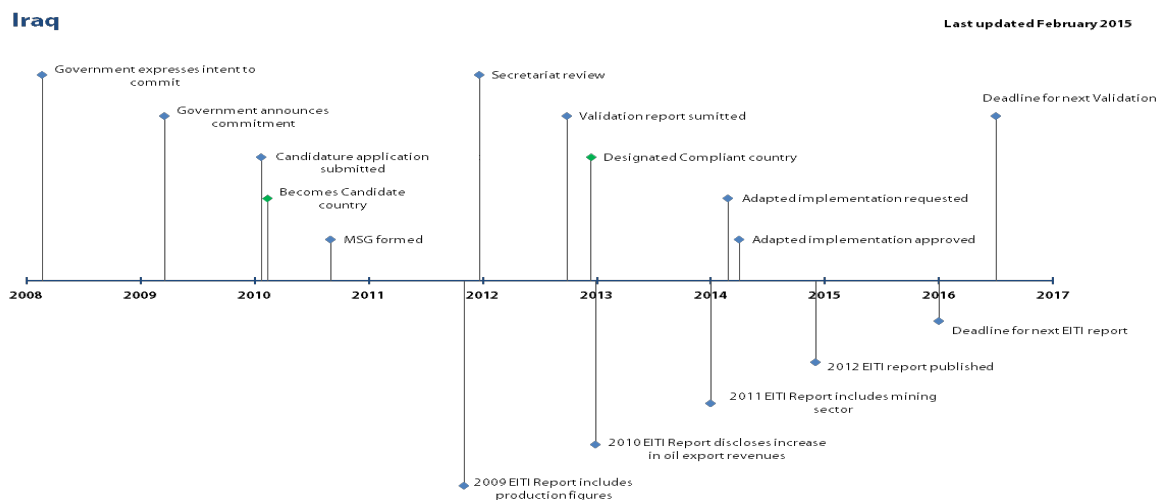 Iraq
Last updated February 2015
Government expresses intent to
commit
Secretariat review
Deadline for next Validation
Government announces
commitment
Validation report sumitted
Candidature application
submitted
Designated Compliant country
Becomes Candidate
country
Adapted implementation requested
MSG formed
Adapted implementation approved
2008 2009 2010 2011 2012 2013 2014 2015 2016 2017
Deadline for next EITI report
2012 EITI report published
2011 EITI Report includes mining
sector
2010 EITI Report discloses increase
in oil export revenues
2009 EITI Report includes
production figures